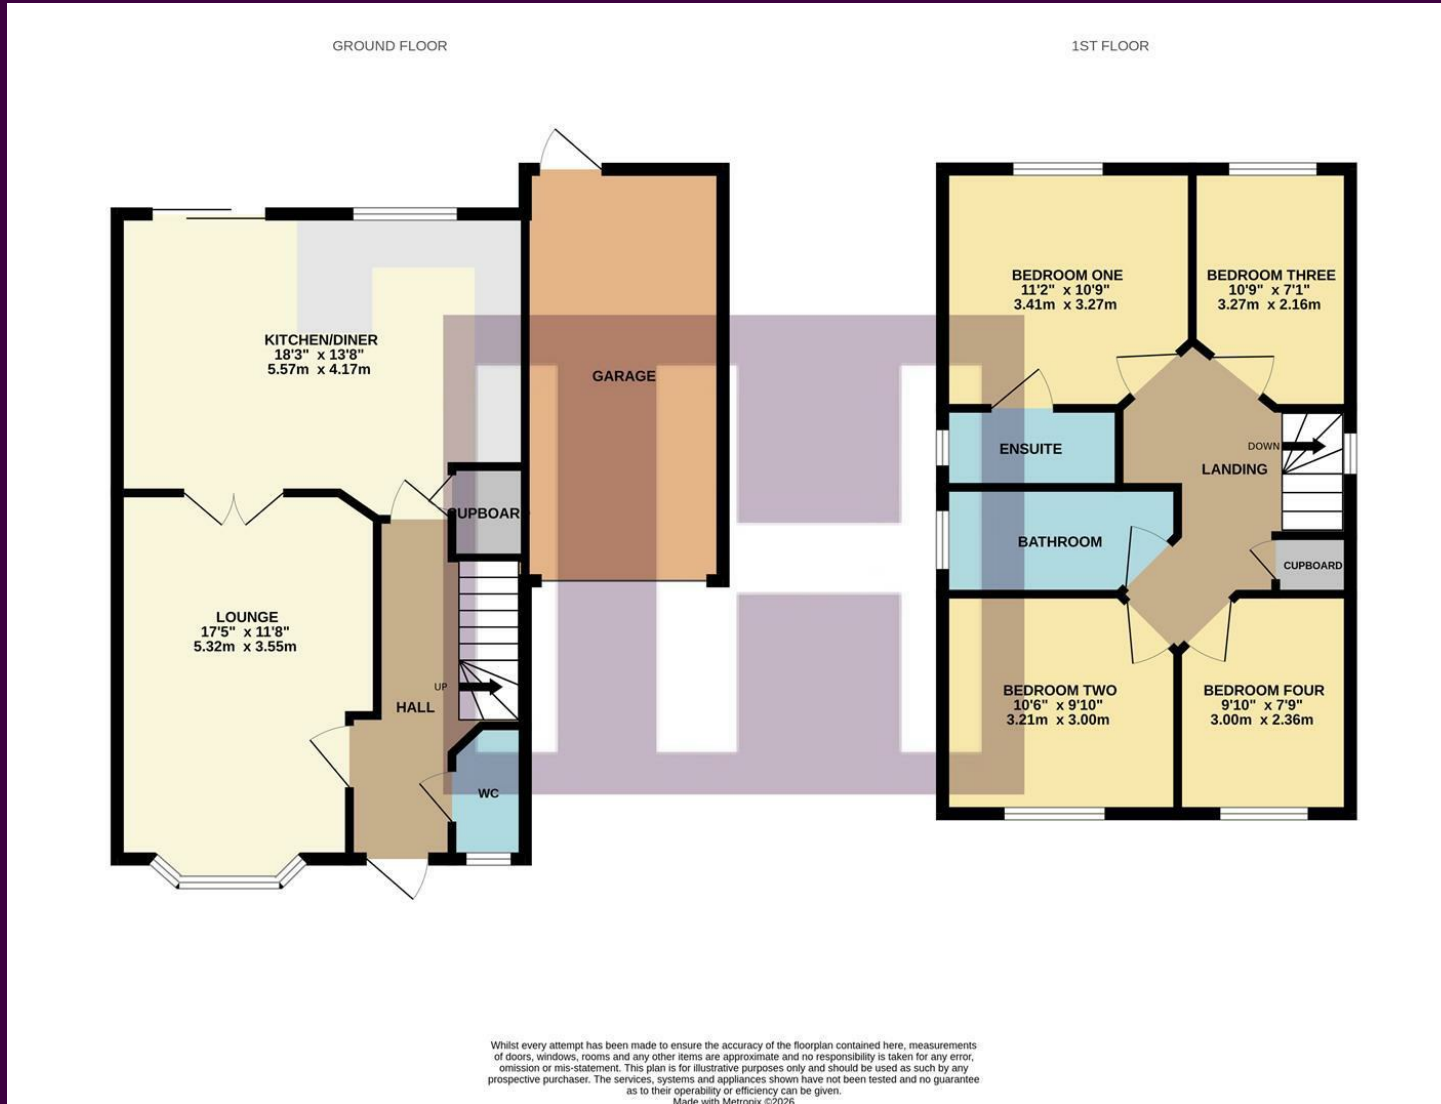 GROUND FLOOR
1ST FLOOR
KITCHEN/DINER
18'3" x 13'8"
5.57m x 4.17m
GARAGE
CUPBOARD
LOUNGE
17'5" x 11'8"
5.32m x 3.55m
UP
HALL
WC
BEDROOM ONE
11'2" x 10'9"
3.41m x 3.27m
BEDROOM THREE
10'9" x 7'1"
3.27m x 2.16m
ENSUITE
DOWN
LANDING
BATHROOM
CUPBOARD
BEDROOM TWO
10'6" x 9'10"
3.21m x 3.00m
BEDROOM FOUR
9'10" x 7'9"
3.00m x 2.36m
Whilst every attempt has been made to ensure the accuracy of the floorplan contained here, measurements
of doors, windows, rooms and any other items are approximate and no responsibility is taken for any error,
omission or mis-statement. This plan is for illustrative purposes only and should be used as such by any
prospective purchaser. The services, systems and appliances shown have not been tested and no guarantee
as to their operability or efficiency can be given.
Made with Metropix ©2026